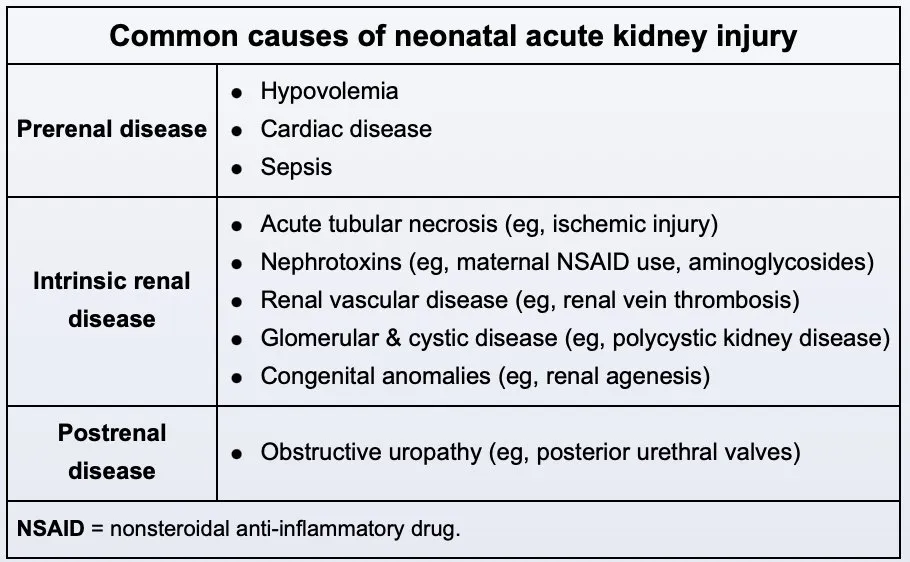 Common causes of neonatal acute kidney injury
Prerenal disease
● Hypovolemia
● Cardiac disease
● Sepsis
Intrinsic renal
disease
● Acute tubular necrosis (eg, ischemic injury)
● Nephrotoxins (eg, maternal NSAID use, aminoglycosides)
● Renal vascular disease (eg, renal vein thrombosis)
● Glomerular & cystic disease (eg, polycystic kidney disease)
● Congenital anomalies (eg, renal agenesis)
Postrenal
disease
● Obstructive uropathy (eg, posterior urethral valves)
NSAID = nonsteroidal anti-inflammatory drug.